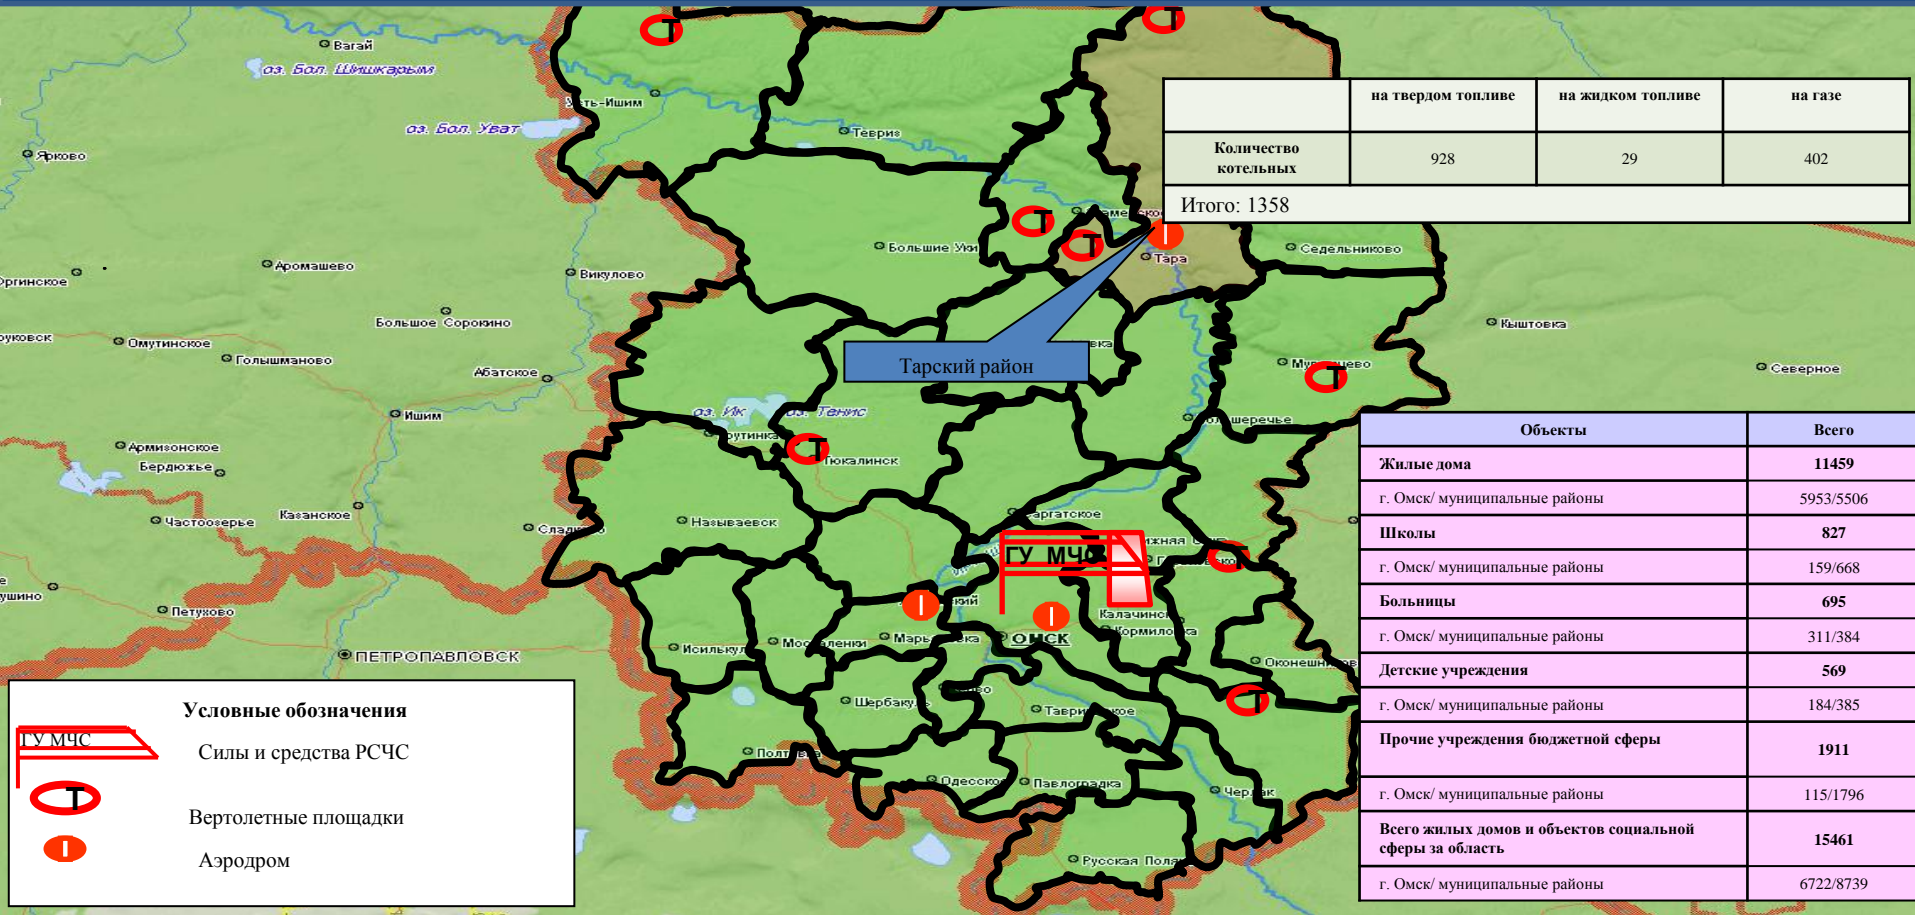 Вагай
оз. Бол. Шишкарым
Усть-Ишим
оз. Бол. Уват
Тевриз
Ярково
Аромашево
Викулово
Большие Уки
Седельниково
Тара
Большое Сорокино
Омутинское
Голышманово
Абатское
Ишим
Кыштовка
Северное
оз. Ик
оз. Тенис
Тюкалинск
Армизонское
Бердюжье
Казанское
Частоозерье
Называевск
Петухово
ПЕТРОПАВЛОВСК
Исилькуль
Калачинск
Кормиловка
ОМСК
Павлоградка
Одесское
Черлак
Т
Т
Т
Т
Т
Т
Т
Т
на твердом топливе на жидком топливе на газе
Количество котельных 928 29 402
Итого: 1358
Тарский район
ГУ МЧС
Объекты Всего
Жилые дома 11459
г. Омск/ муниципальные районы 5953/5506
Школы 827
г. Омск/ муниципальные районы 159/668
Больницы 695
г. Омск/ муниципальные районы 311/384
Детские учреждения 569
г. Омск/ муниципальные районы 184/385
Прочие учреждения бюджетной сферы 1911
г. Омск/ муниципальные районы 115/1796
Всего жилых домов и объектов социальной
сферы за область 15461
г. Омск/ муниципальные районы 6722/8739
Условные обозначения
ГУ МЧС
Силы и средства РСЧС
Т
Вертолетные площадки
Аэродром